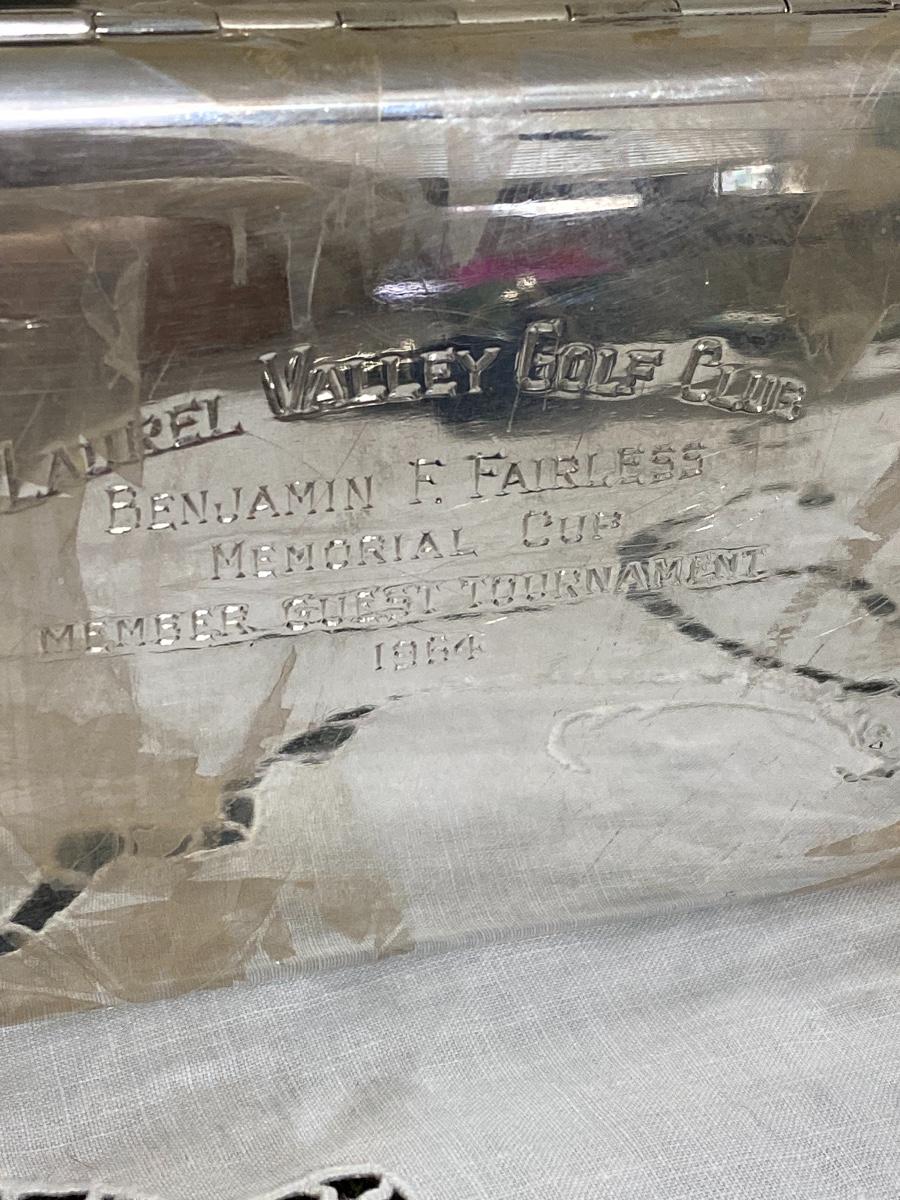 LAUREL VALLEY GOLF CLUB
BENJAMIN F. FAIRLESS
MEMORIAL CUP
MEMBER GUEST TOURNAMENT
1964